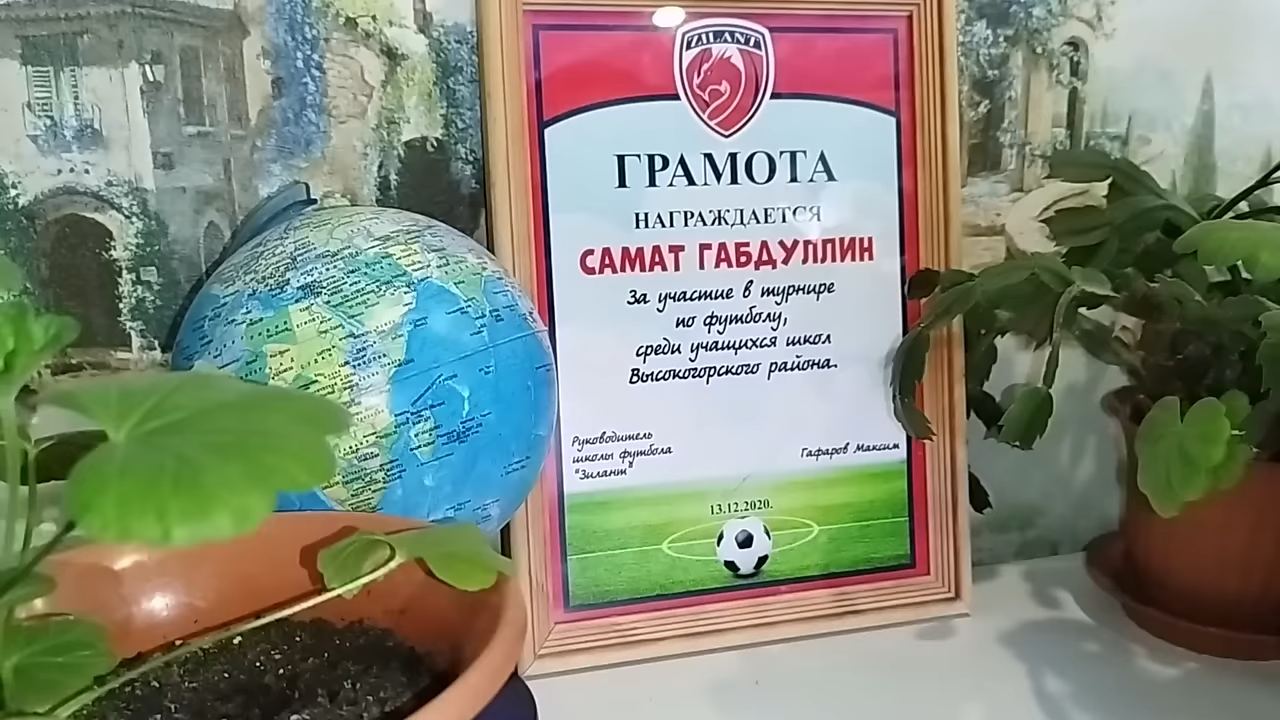 ZILANT
ГРАМОТА
НАГРАЖДАЕТСЯ
САМАТ ГАБДУЛЛИН
За участие в турнире
по футболу,
среди учащихся школ
Высокогорского района.
Руководитель
школы футбола
"Зилант"
Гафаров Максим
13.12.2020.